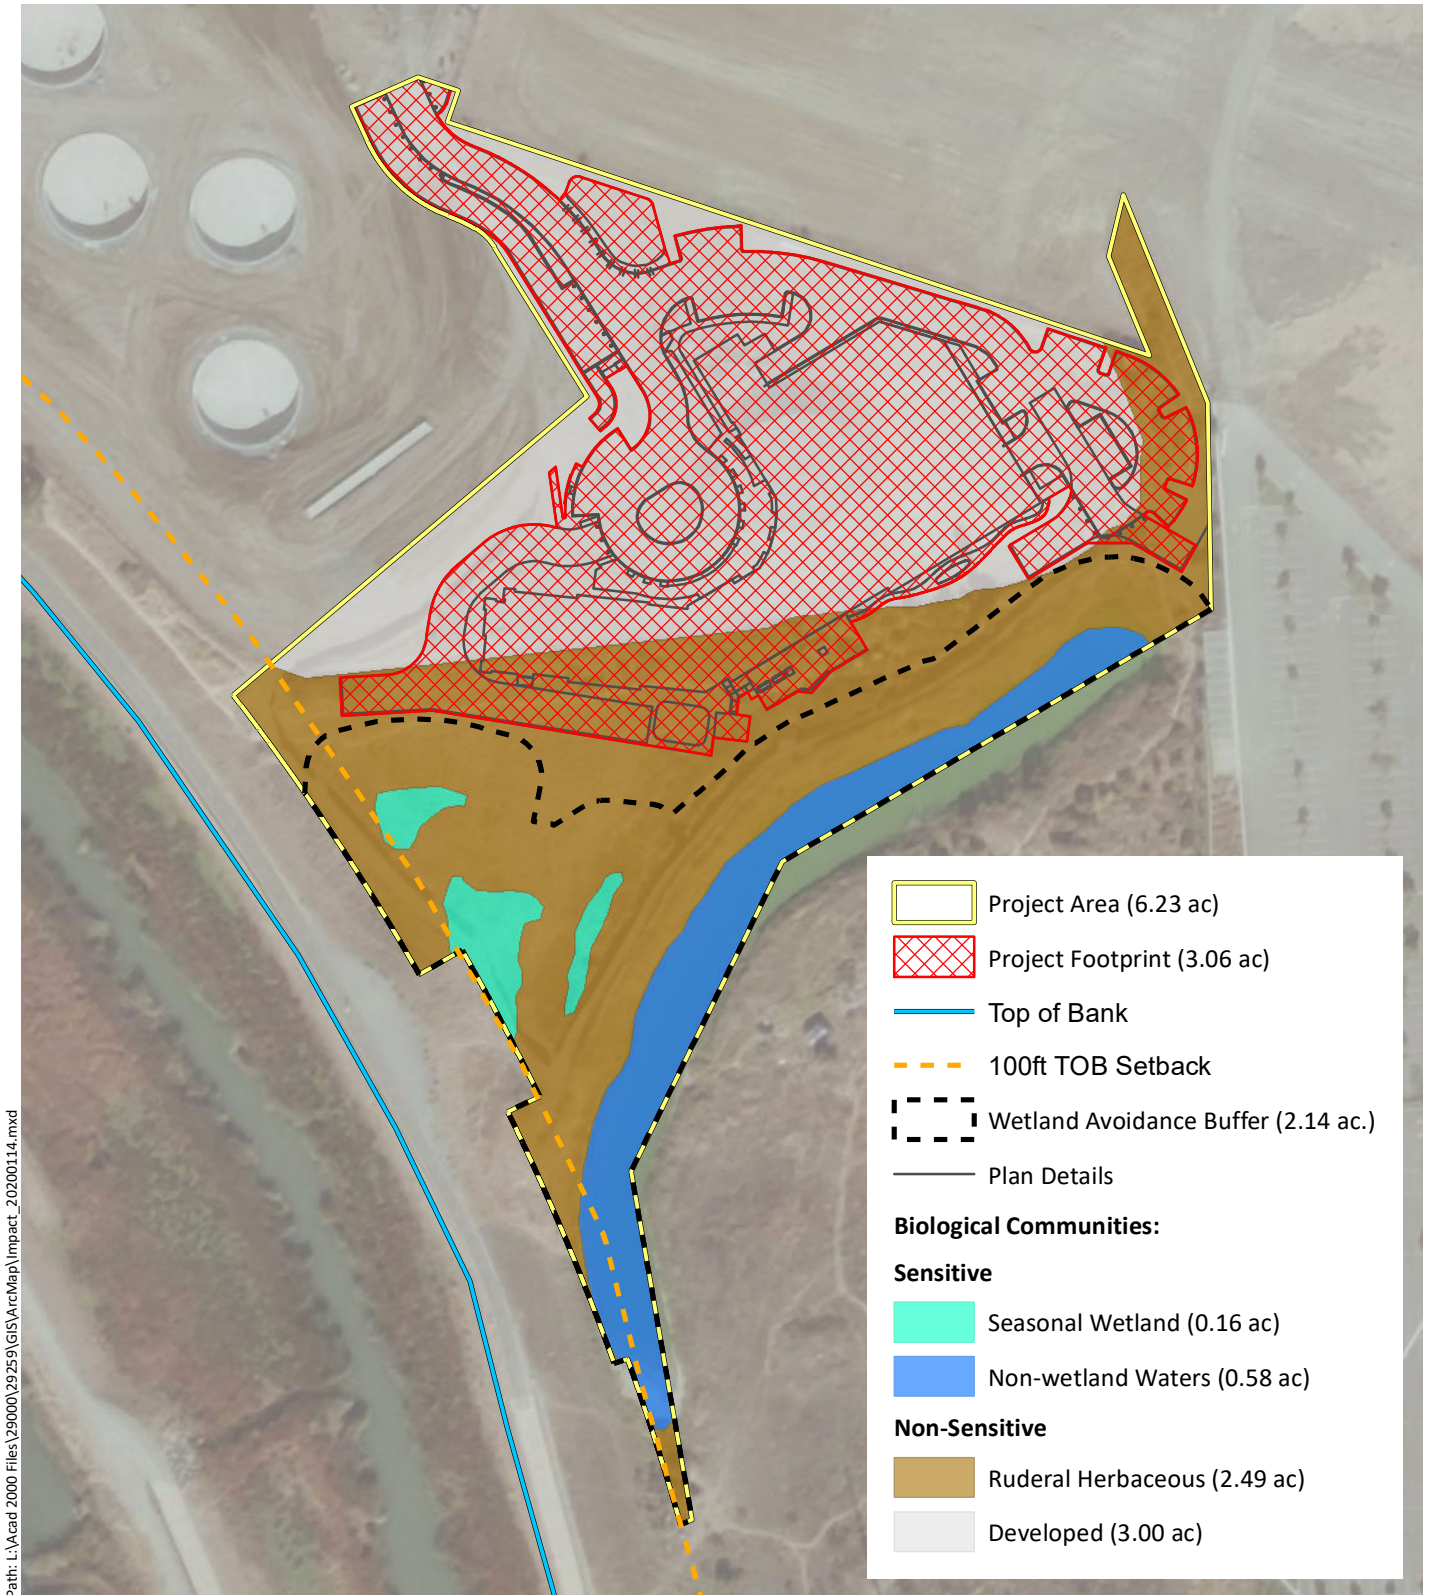 Project Area (6.23 ac)
Project Footprint (3.06 ac)
Top of Bank
100ft TOB Setback
Wetland Avoidance Buffer (2.14 ac.)
Plan Details
Biological Communities:
Sensitive
Seasonal Wetland (0.16 ac)
Non-wetland Waters (0.58 ac)
Non-Sensitive
Ruderal Herbaceous (2.49 ac)
Developed (3.00 ac)
Path: L:\Acad 2000 Files\29000\29259\GIS\ArcMap\Impact_20200114.mxd